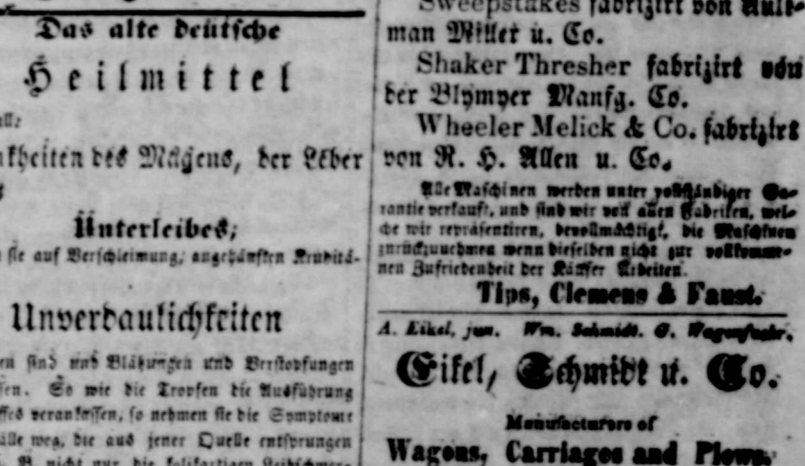 Das alte deutsche
Heilmittel
des Magens, der Leber
Unterleibes;
sie auf Verschleimung, angehäuften Kruditä-
Unverdaulichkeiten
sind und Blähungen und Verstopfungen
So wie die Tropfen die Ausführung
veranlassen, so nehmen sie die Symptome
weg, die aus jener Quelle entsprungen
nicht nur die
Sweepstakes fabrizirt von Ault-
man Miller u. Co.
Shaker Thresher fabrizirt von
der Blymyer Manfg. Co.
Wheeler Melick & Co. fabrizirt
von R. H. Allen u. Co.
Alle Maschinen werden unter vollständiger Ga-
rantie verkauft, und sind wir von allen Fabriken, wel-
che wir repräsentiren, bevollmächtigt, die Maschinen
zurückzunehmen wenn dieselben nicht zur vollkomme-
nen Zufriedenheit der Käufer Arbeiten.
Tips, Clemens & Faust.
A. Eikel, jun. Wm. Schmidt. G.
Eikel, Schmidt u. Co.
Manufacturers of
Wagons, Carriages and Plows,